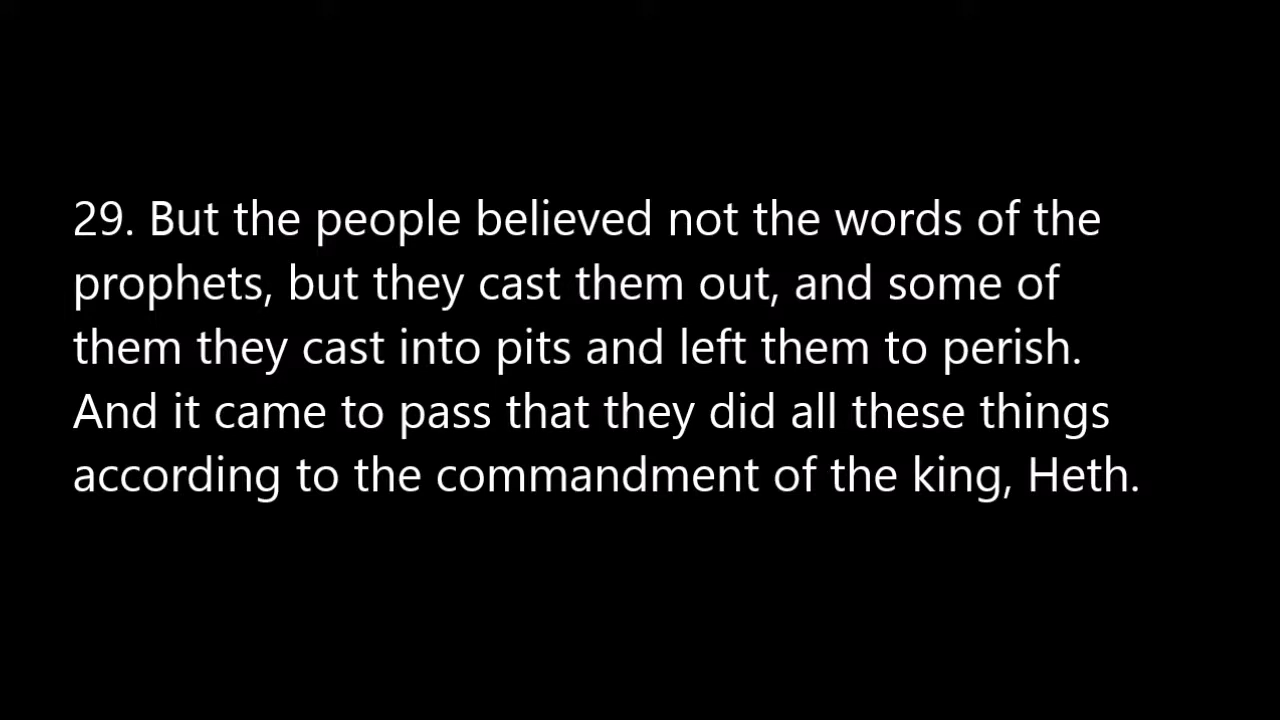 29. But the people believed not the words of the
prophets, but they cast them out, and some of
them they cast into pits and left them to perish.
And it came to pass that they did all these things
according to the commandment of the king, Heth.